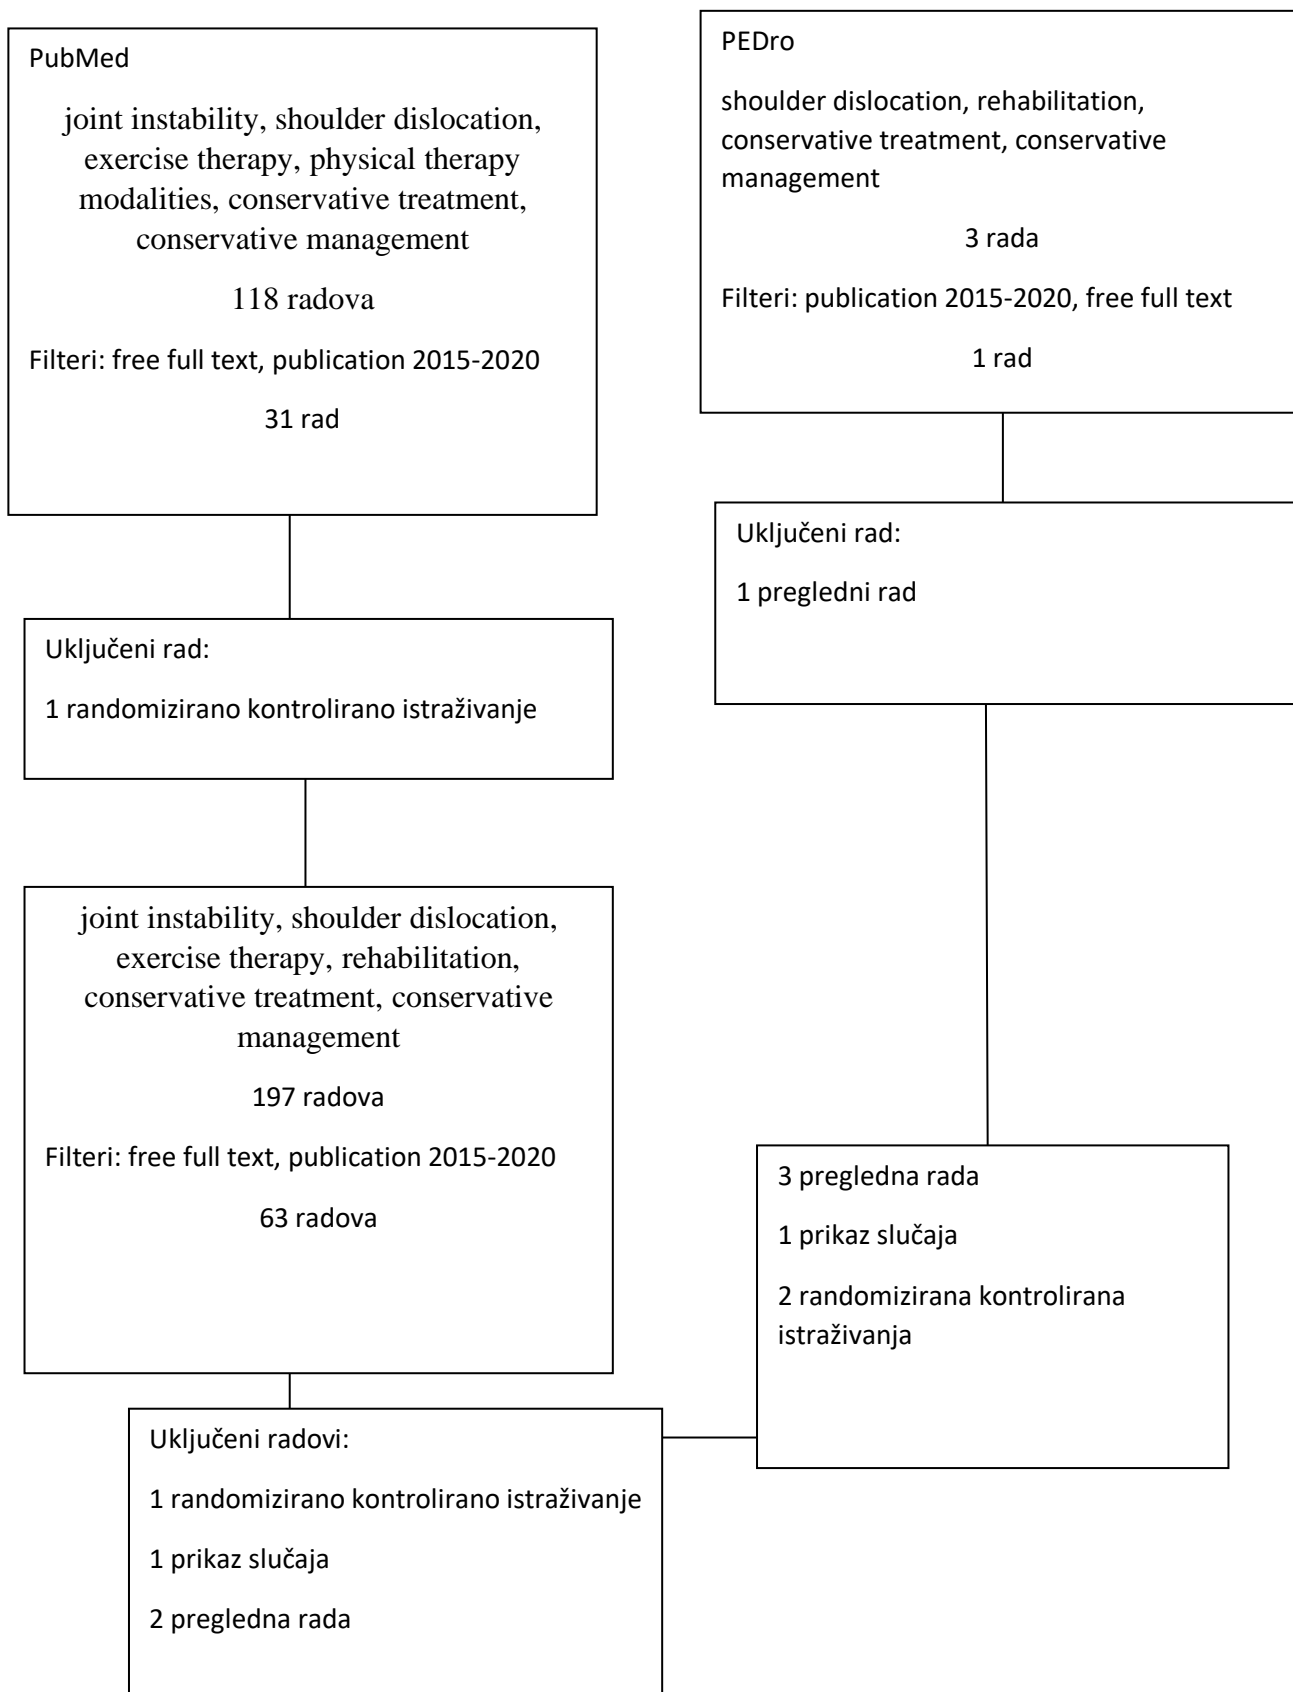 PubMed
joint instability, shoulder dislocation,
exercise therapy, physical therapy
modalities, conservative treatment,
conservative management
118 radova
Filteri: free full text, publication 2015-2020
31 rad
PEDro
shoulder dislocation, rehabilitation,
conservative treatment, conservative
management
3 rada
Filteri: publication 2015-2020, free full text
1 rad
Uključeni rad:
1 randomizirano kontrolirano istraživanje
Uključeni rad:
1 pregledni rad
joint instability, shoulder dislocation,
exercise therapy, rehabilitation,
conservative treatment, conservative
management
197 radova
Filteri: free full text, publication 2015-2020
63 radova
Uključeni radovi:
1 randomizirano kontrolirano istraživanje
1 prikaz slučaja
2 pregledna rada
3 pregledna rada
1 prikaz slučaja
2 randomizirana kontrolirana
istraživanja